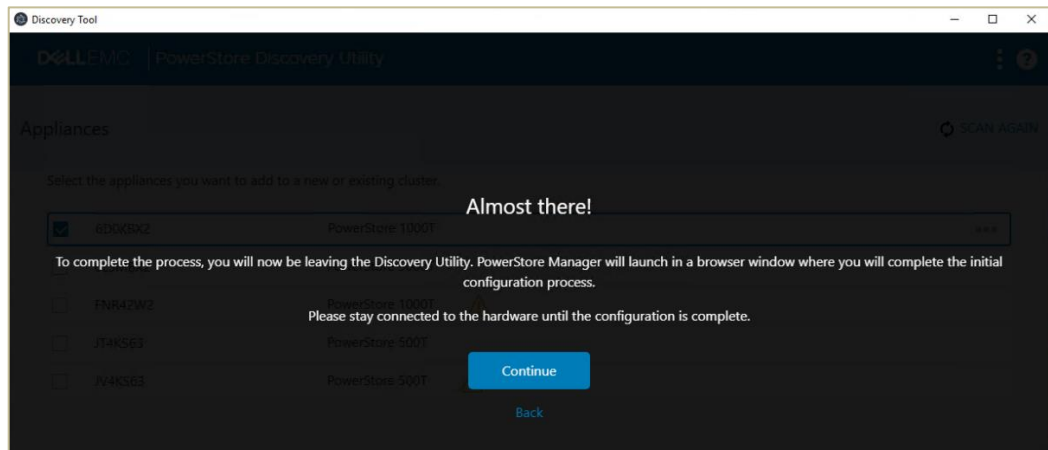 Discovery Tool
DELLEMC | PowerStore Discovery Utility
Appliances
SCAN AGAIN
Select the appliances you want to add to a new or existing cluster.
Almost there!
PowerStore 1000T
To complete the process, you will now be leaving the Discovery Utility. PowerStore Manager will launch in a browser window where you will complete the initial
configuration process.
FNR42W2 PowerStore 1000T
Please stay connected to the hardware until the configuration is complete.
JT4KS63 PowerStore 500T
Continue
JV4KS63 PowerStore 500T
Back